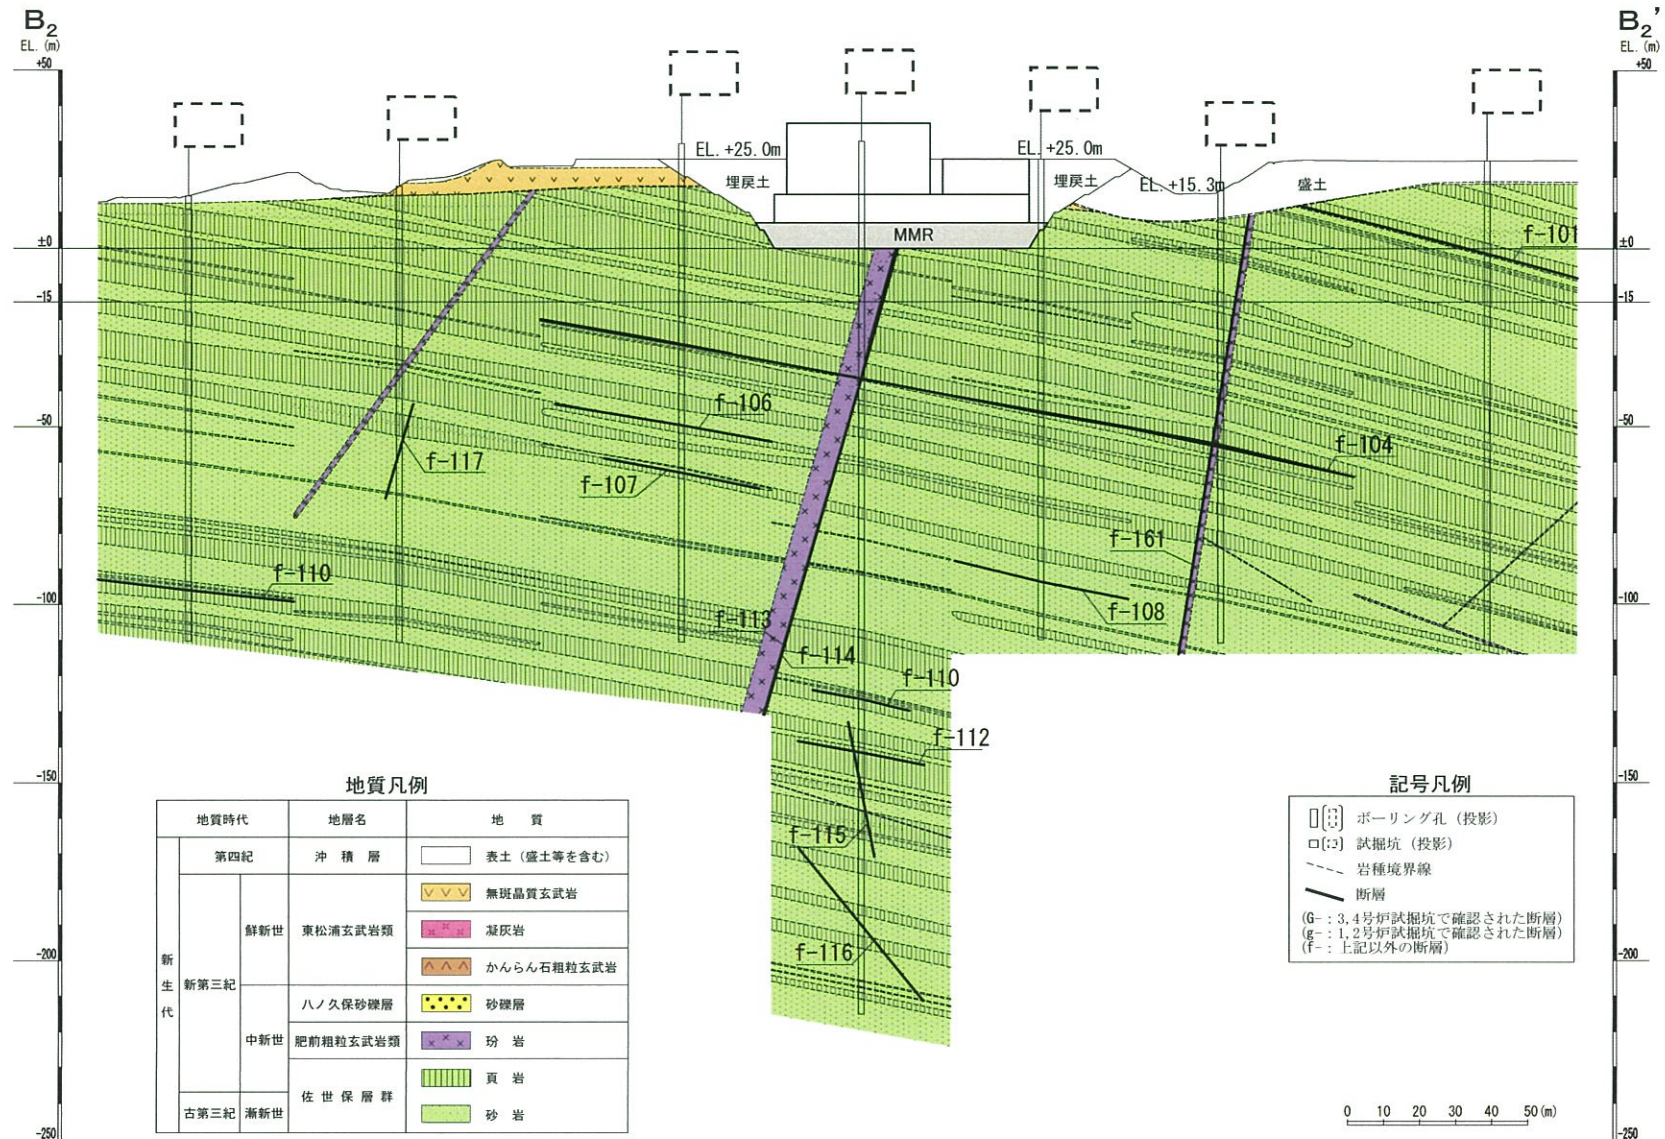 B₂
EL. (m)
B₂'
EL. (m)
+50
+50
EL. +25.0m
EL. +25.0m
埋戻土
埋戻土
EL. +15.3m
盛土
MMR
f-101
±0
±0
-15
-15
f-106
-50
-50
f-104
f-117
f-107
f-161
f-110
-100
-100
f-108
f-113
f-114
f-110
f-112
-150
-150
f-115
f-116
-200
-200
-250
-250
地質凡例
地質時代 地層名 地 質
新生代
第四紀 沖 積 層 表土 (盛土等を含む)
新第三紀
鮮新世 東松浦玄武岩類 無斑晶質玄武岩
凝灰岩
かんらん石粗粒玄武岩
中新世
八ノ久保砂礫層 砂礫層
肥前粗粒玄武岩類 玢 岩
佐 世 保 層 群 頁 岩
古第三紀 漸新世 砂 岩
記号凡例
ボーリング孔 (投影)
試掘坑 (投影)
岩種境界線
断層
(G- : 3,4号炉試掘坑で確認された断層)
(g- : 1,2号炉試掘坑で確認された断層)
(f- : 上記以外の断層)
0 10 20 30 40 50 (m)